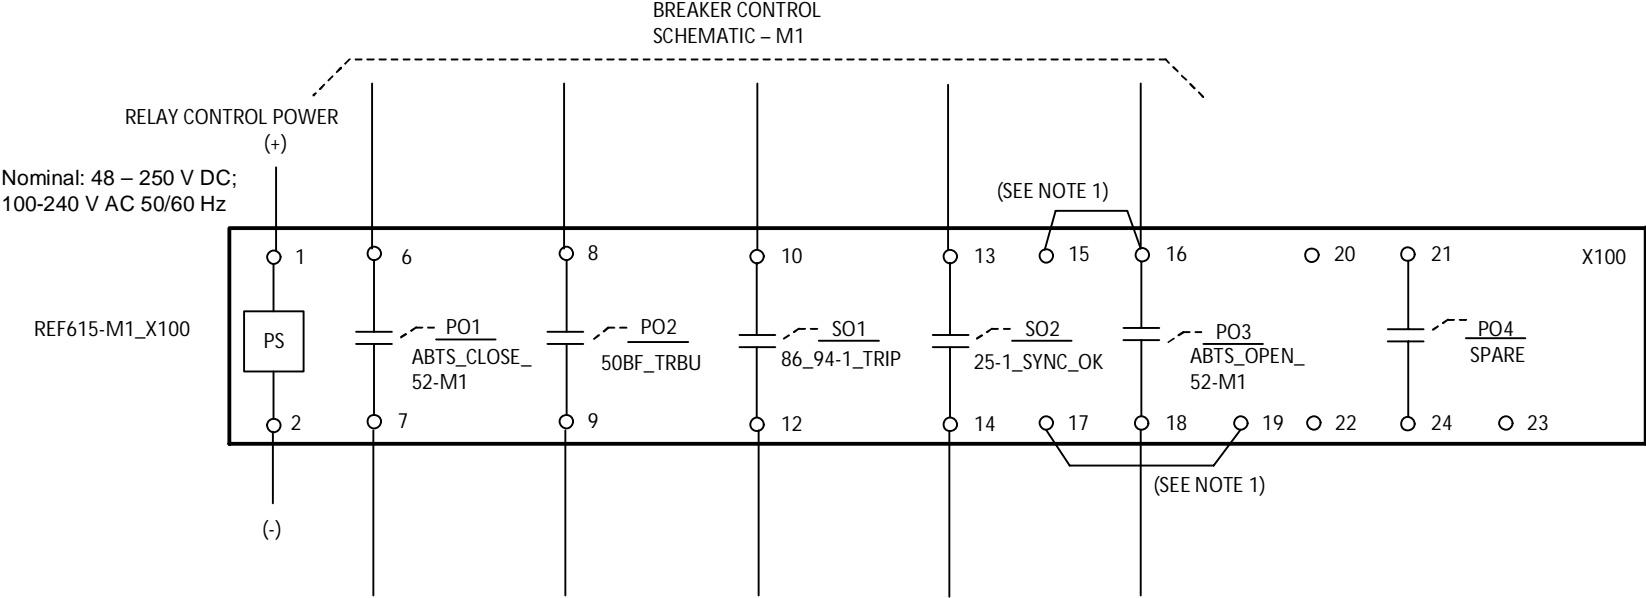 BREAKER CONTROL
SCHEMATIC – M1
RELAY CONTROL POWER
(+)
Nominal: 48 – 250 V DC;
100-240 V AC 50/60 Hz
(SEE NOTE 1)
1
6
8
10
13
15
16
20
21
X100
REF615-M1_X100
PS
PO1
ABTS_CLOSE_
52-M1
PO2
50BF_TRBU
SO1
86_94-1_TRIP
SO2
25-1_SYNC_OK
PO3
ABTS_OPEN_
52-M1
PO4
SPARE
2
7
9
12
14
17
18
19
22
24
23
(SEE NOTE 1)
(-)